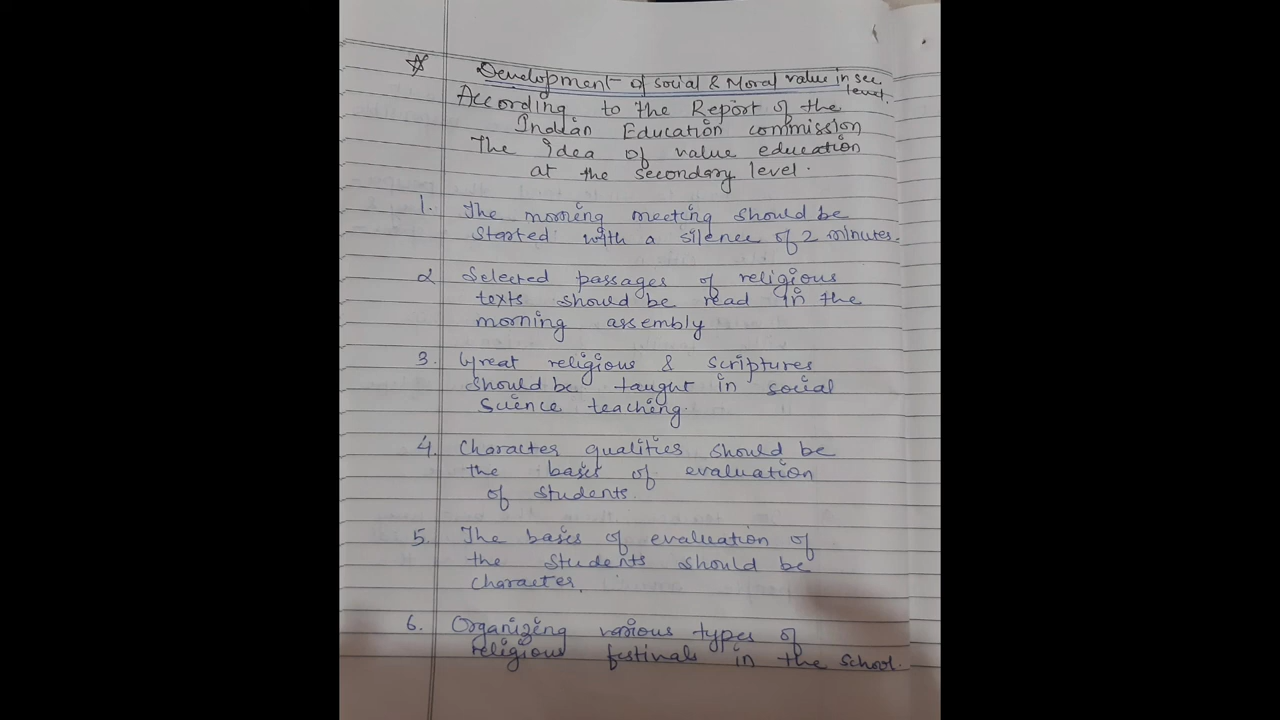 ☆ Development of social & Moral value in sec level.
According to the Report of the
Indian Education commission
The idea of value education
at the secondary level.
1. The morning meeting should be
started with a silence of 2 minutes.
2 Selected passages of religious
texts should be read in the
morning assembly
3. Great religious & scriptures
should be taught in social
science teaching.
4. Character qualities should be
the basis of evaluation
of students.
5. The basis of evaluation of
the students should be
character.
6. Organizing various types of
religious festivals in the school.